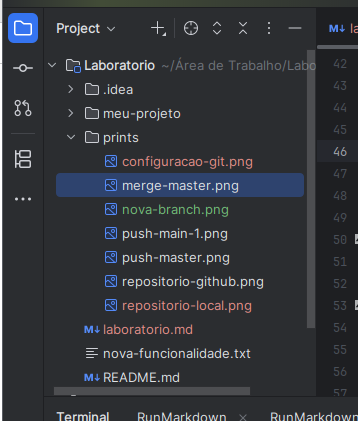 Project
Laboratorio ~/Área de Trabalho/Labo
.idea
meu-projeto
prints
configuracao-git.png
merge-master.png
nova-branch.png
push-main-1.png
push-master.png
repositorio-github.png
repositorio-local.png
M↓ laboratorio.md
nova-funcionalidade.txt
M↓ README.md
Terminal RunMarkdown × RunMarkdown
la
42
43
44
45
46
47
48
49
50
51
52
53
54
55
56
57